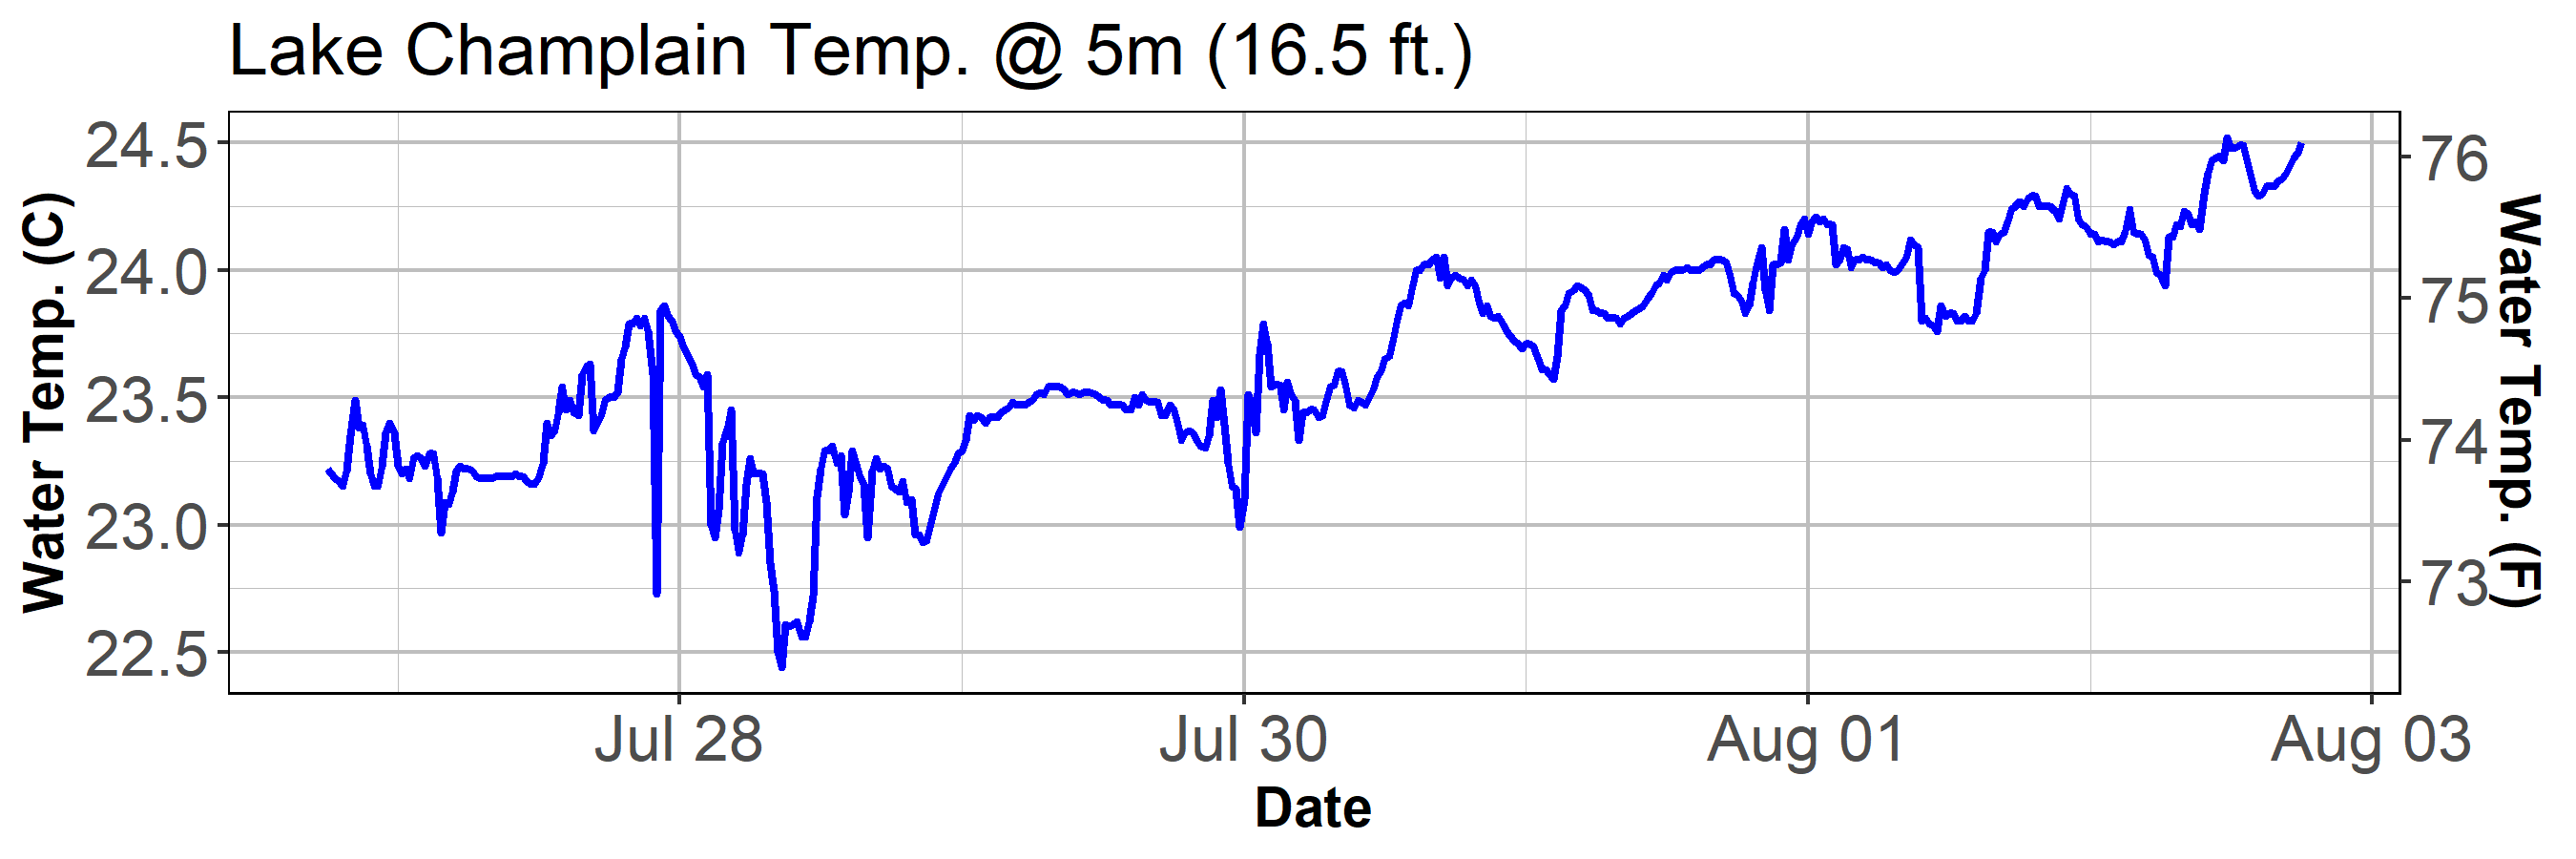 Lake Champlain Temp. @ 5m (16.5 ft.)
Water Temp. (C)
24.5
24.0
23.5
23.0
22.5
76
75
74
73
Water Temp. (F)
Jul 28
Jul 30
Aug 01
Aug 03
Date